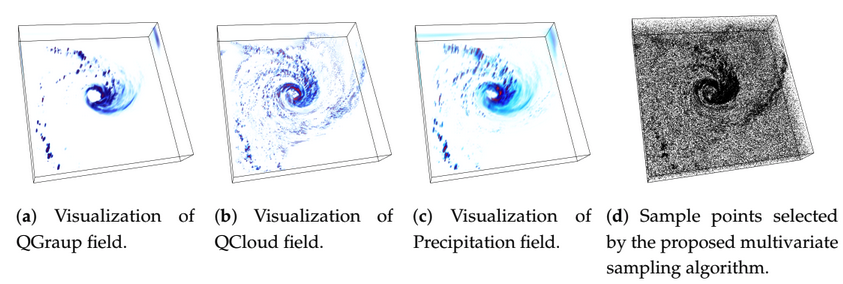 (a) Visualization of
QGraup field.
(b) Visualization of
QCloud field.
(c) Visualization of
Precipitation field.
(d) Sample points selected
by the proposed multivariate
sampling algorithm.